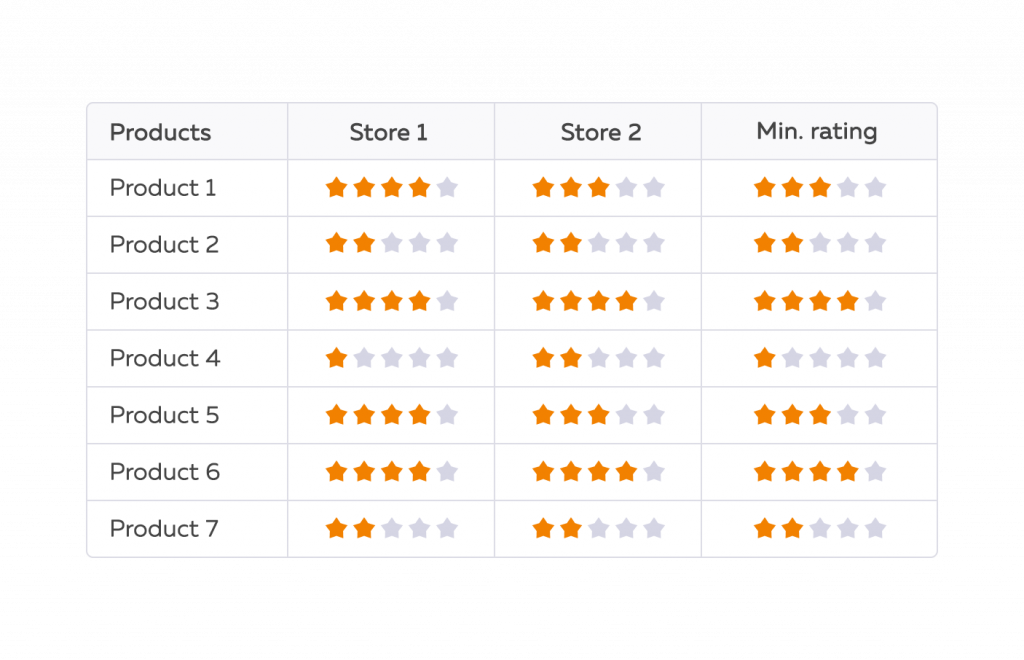 Products Store 1 Store 2 Min. rating
Product 1
Product 2
Product 3
Product 4
Product 5
Product 6
Product 7